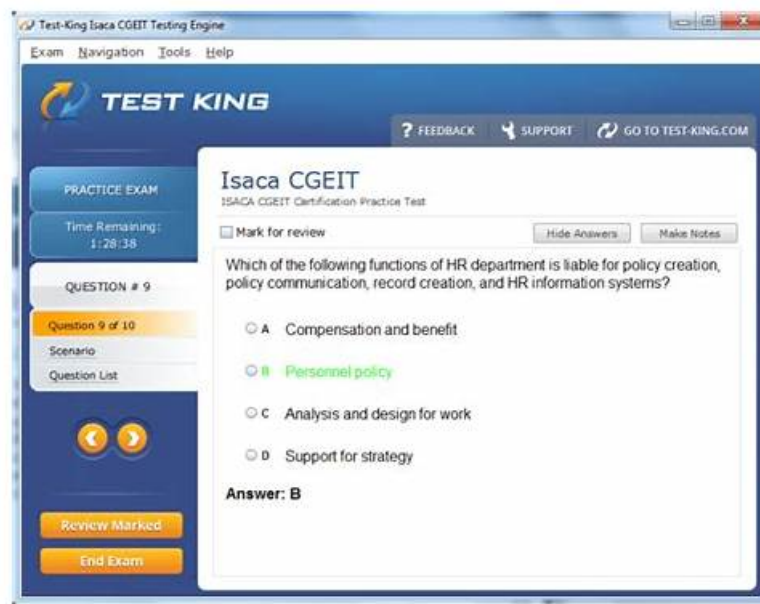 Test-King Isaca CGEIT Testing Engine
Exam Navigation Tools Help
TEST KING
? FEEDBACK SUPPORT GO TO TEST-KING.COM
PRACTICE EXAM
Time Remaining:
1:28:38
QUESTION # 9
Question 9 of 10
Scenario
Question List
Review Marked
End Exam
Isaca CGEIT
ISACA CGEIT Certification Practice Test
Mark for review
Hide Answers
Make Notes
Which of the following functions of HR department is liable for policy creation,
policy communication, record creation, and HR information systems?
A Compensation and benefit
B Personnel policy
C Analysis and design for work
D Support for strategy
Answer: B